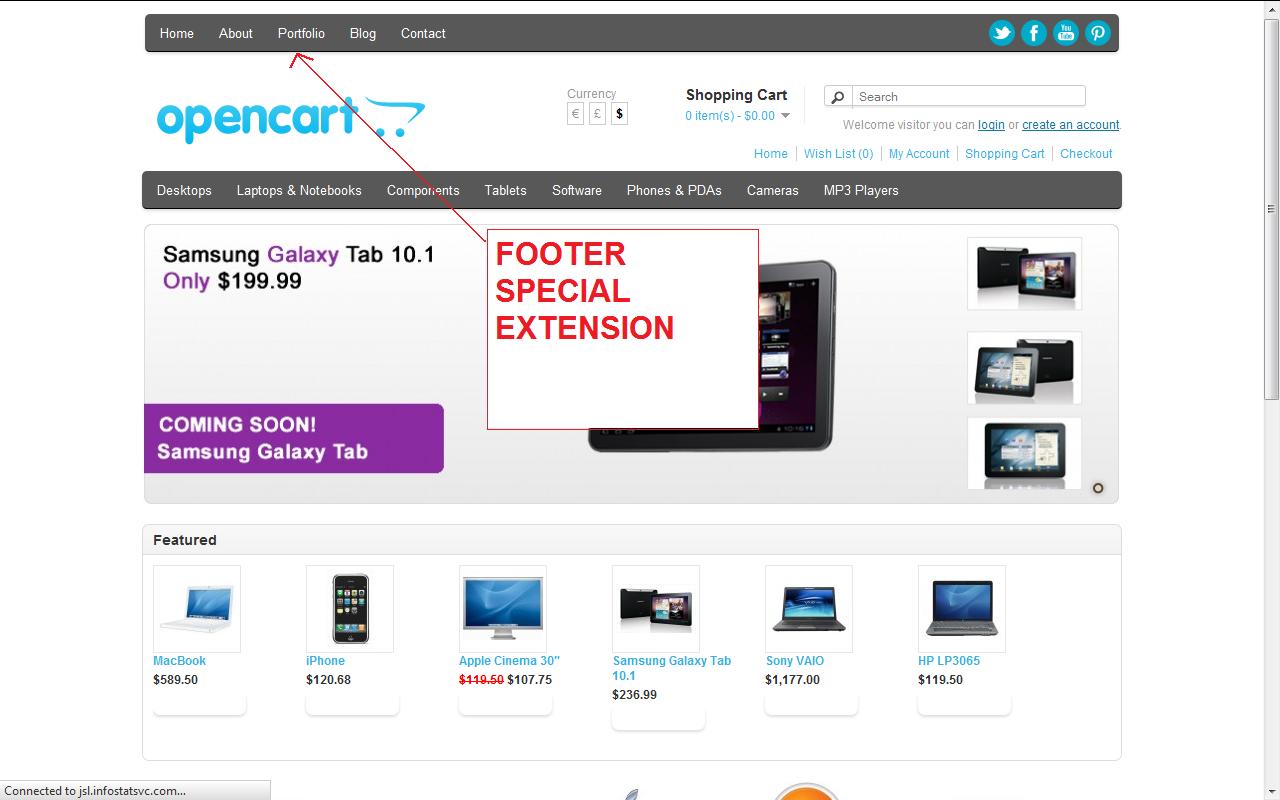 Home About Portfolio Blog Contact
You
Tube
opencart
Currency
€ £ $
Shopping Cart
0 item(s) - $0.00
Search
Welcome visitor you can login or create an account.
Home Wish List (0) My Account Shopping Cart Checkout
Desktops Laptops & Notebooks Components Tablets Software Phones & PDAs Cameras MP3 Players
Samsung Galaxy Tab 10.1
Only $199.99
FOOTER
SPECIAL
EXTENSION
COMING SOON!
Samsung Galaxy Tab
Featured
MacBook
$589.50
iPhone
$120.68
Apple Cinema 30"
$119.50 $107.75
Samsung Galaxy Tab
10.1
$236.99
Sony VAIO
$1,177.00
HP LP3065
$119.50
Connected to jsl.infostatsvc.com...